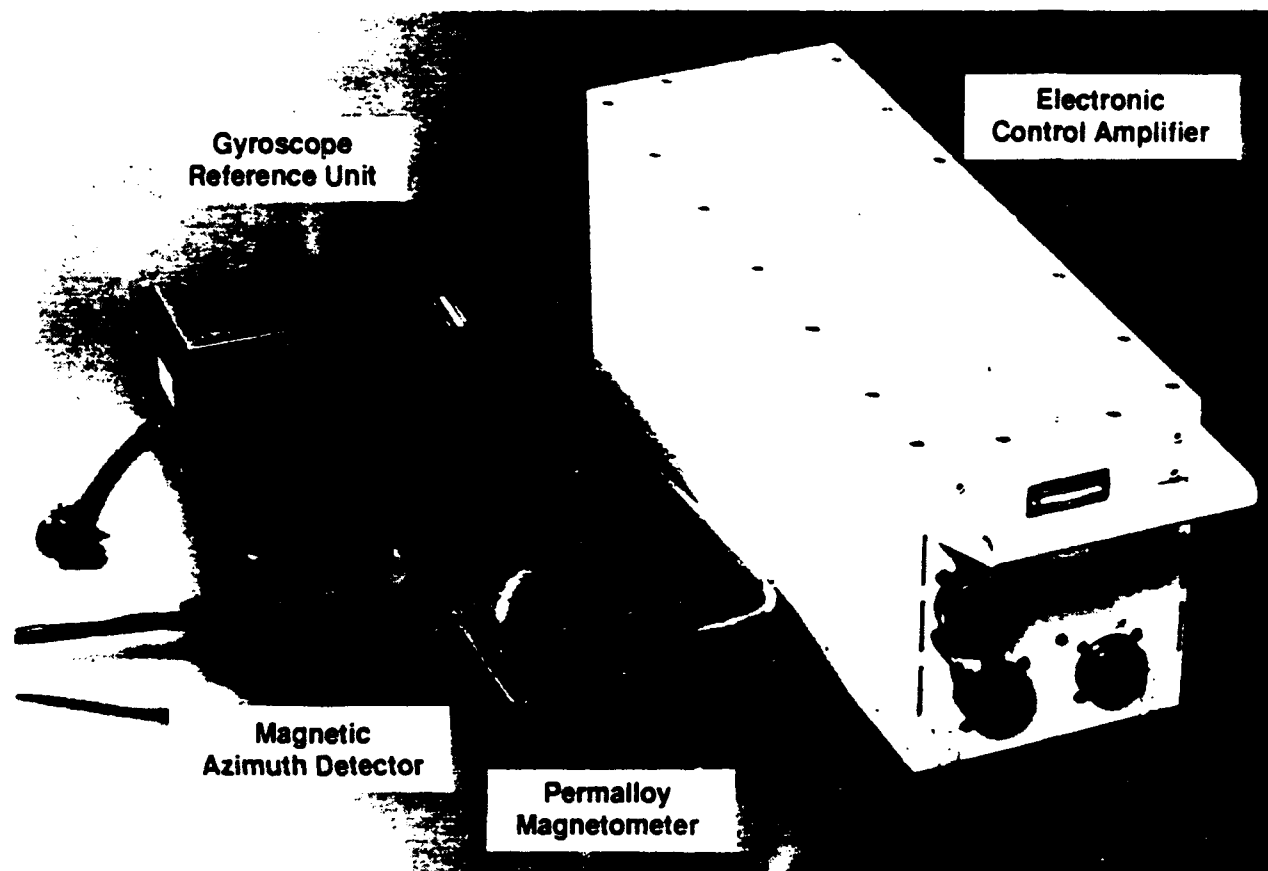 Electronic
Control Amplifier
Gyroscope
Reference Unit
Magnetic
Azimuth Detector
Permalloy
Magnetometer